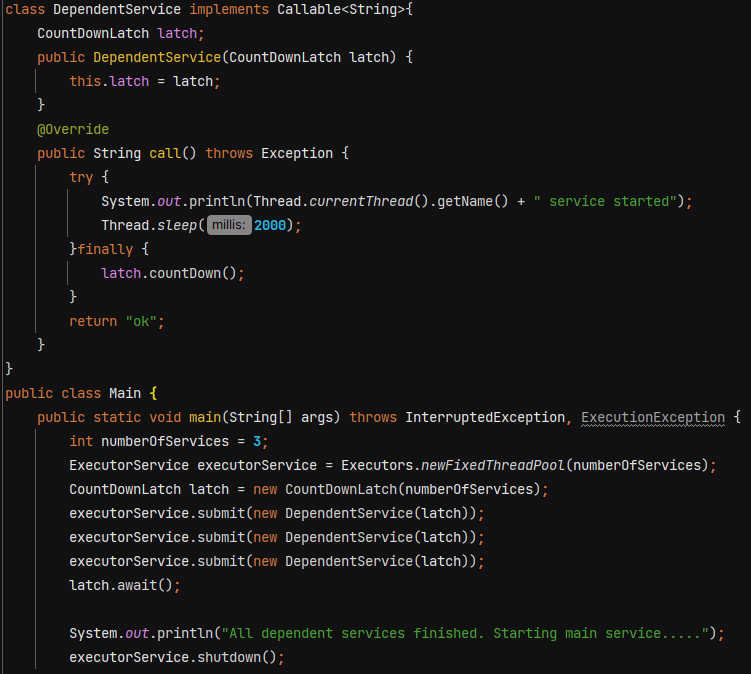 class DependentService implements Callable<String>{
    CountDownLatch latch;
    public DependentService(CountDownLatch latch) {
        this.latch = latch;
    }
    @Override
    public String call() throws Exception {
        try {
            System.out.println(Thread.currentThread().getName() + " service started");
            Thread.sleep( millis: 2000);
        }finally {
            latch.countDown();
        }
        return "ok";
    }
}
public class Main {
    public static void main(String[] args) throws InterruptedException, ExecutionException {
        int numberOfServices = 3;
        ExecutorService executorService = Executors.newFixedThreadPool(numberOfServices);
        CountDownLatch latch = new CountDownLatch(numberOfServices);
        executorService.submit(new DependentService(latch));
        executorService.submit(new DependentService(latch));
        executorService.submit(new DependentService(latch));
        latch.await();
        System.out.println("All dependent services finished. Starting main service.....");
        executorService.shutdown();